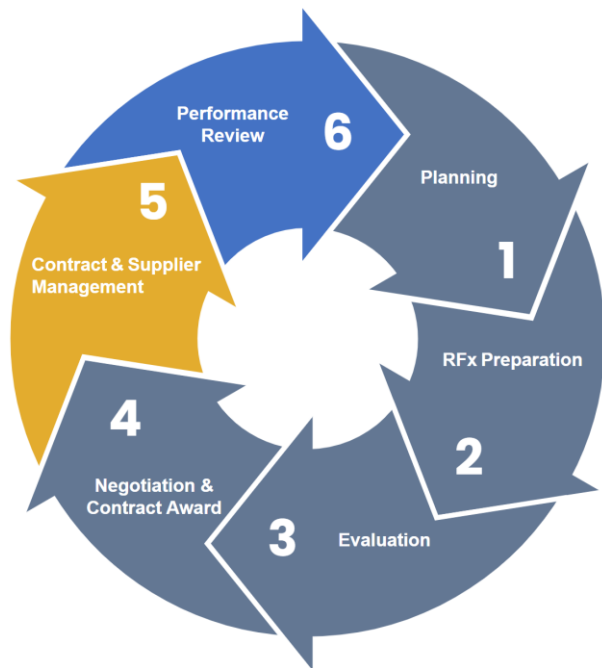 Planning
1
RFx Preparation
2
Evaluation
3
Negotiation &
Contract Award
4
Contract & Supplier
Management
5
Performance
Review
6